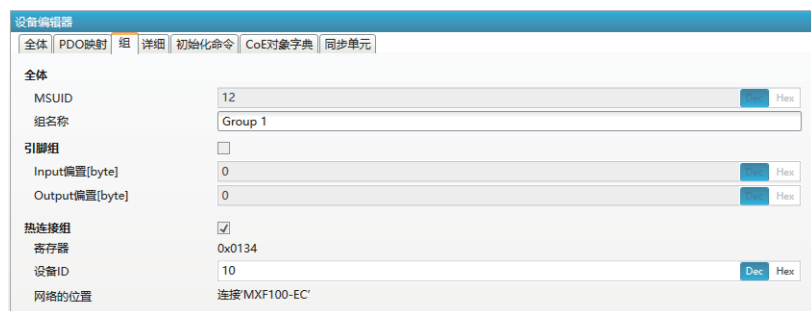 设备编辑器
全体 PDO映射 组 详细 初始化命令 CoE对象字典 同步单元
全体
MSUID 12 Dec Hex
组名称 Group 1
引脚组
Input偏置[byte] 0 Dec Hex
Output偏置[byte] 0 Dec Hex
热连接组
寄存器 0x0134
设备ID 10 Dec Hex
网络的位置 连接'MXF100-EC'